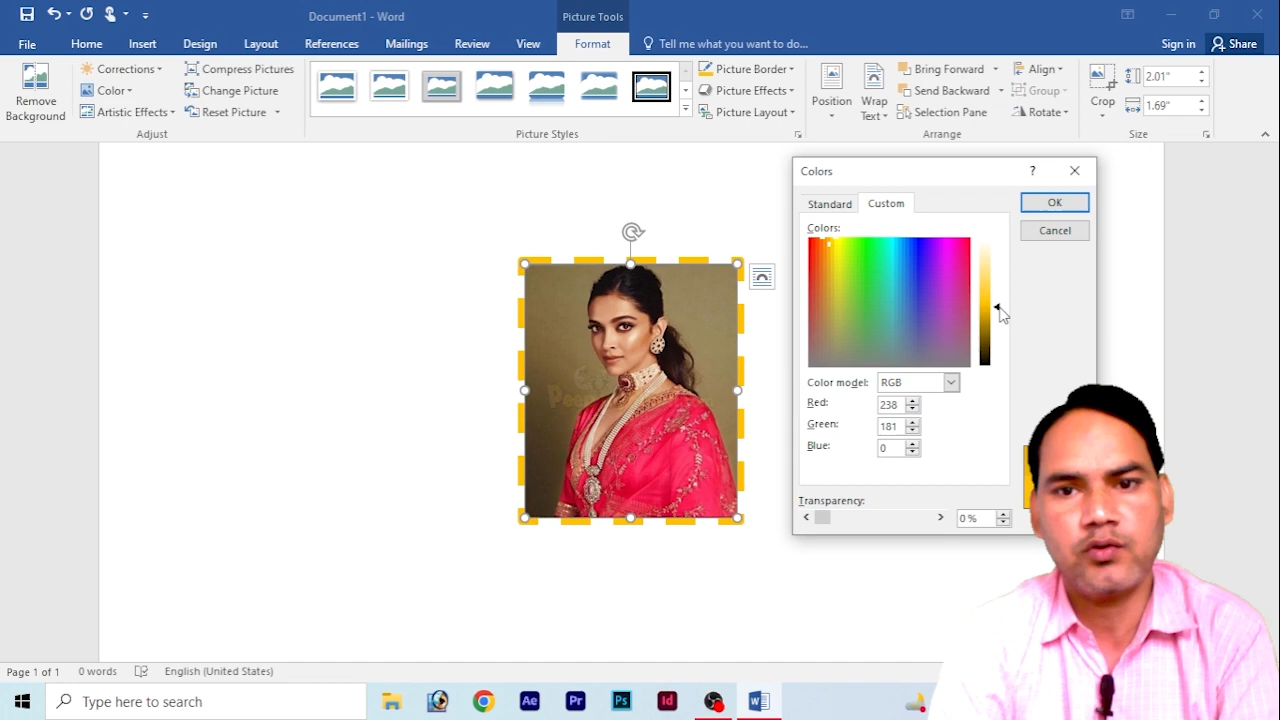 Document1 - Word
Picture Tools
File
Home
Insert
Design
Layout
References
Mailings
Review
View
Format
Tell me what you want to do...
Sign in
Share
Remove
Background
Corrections
Color
Artistic Effects
Compress Pictures
Change Picture
Reset Picture
Adjust
Picture Styles
Picture Border
Picture Effects
Picture Layout
Position
Wrap
Text
Bring Forward
Send Backward
Selection Pane
Align
Group
Rotate
Arrange
Crop
2.01"
1.69"
Size
Colors
?
Standard
Custom
OK
Cancel
Colors:
Color model:
RGB
Red:
238
Green:
181
Blue:
0
Transparency:
0 %
Page 1 of 1
0 words
English (United States)
Type here to search
Ae
Pr
Ps
Id